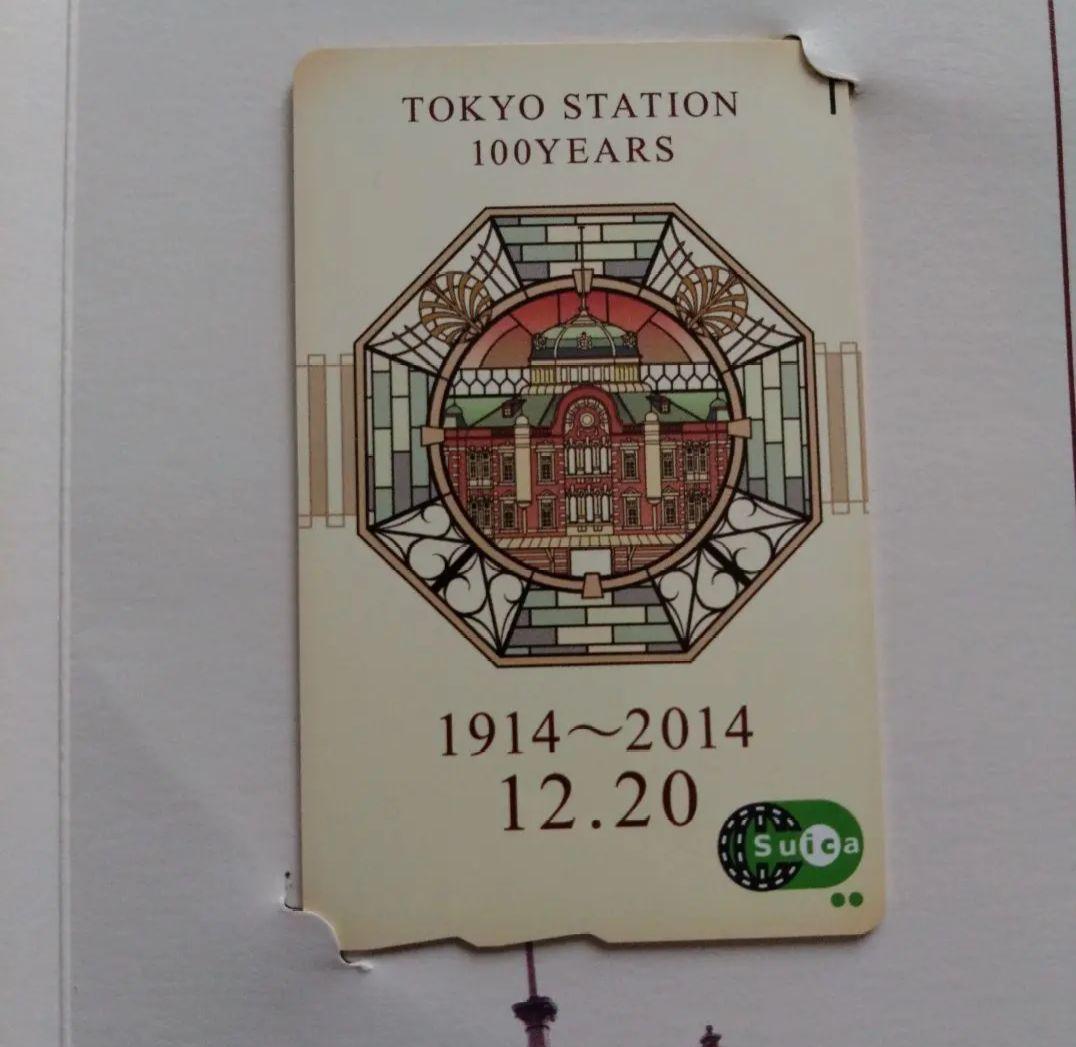 TOKYO STATION
100YEARS
1914～2014
12.20
Suica